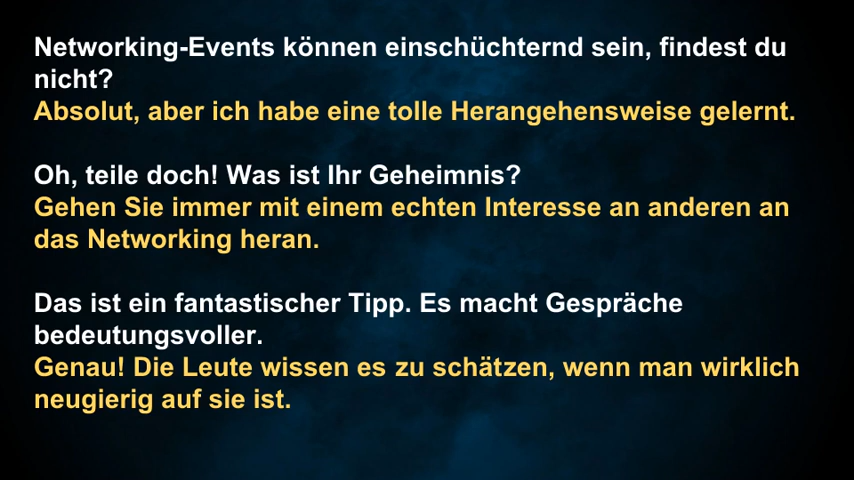 Networking-Events können einschüchternd sein, findest du
nicht?
Absolut, aber ich habe eine tolle Herangehensweise gelernt.
Oh, teile doch! Was ist Ihr Geheimnis?
Gehen Sie immer mit einem echten Interesse an anderen an
das Networking heran.
Das ist ein fantastischer Tipp. Es macht Gespräche
bedeutungsvoller.
Genau! Die Leute wissen es zu schätzen, wenn man wirklich
neugierig auf sie ist.